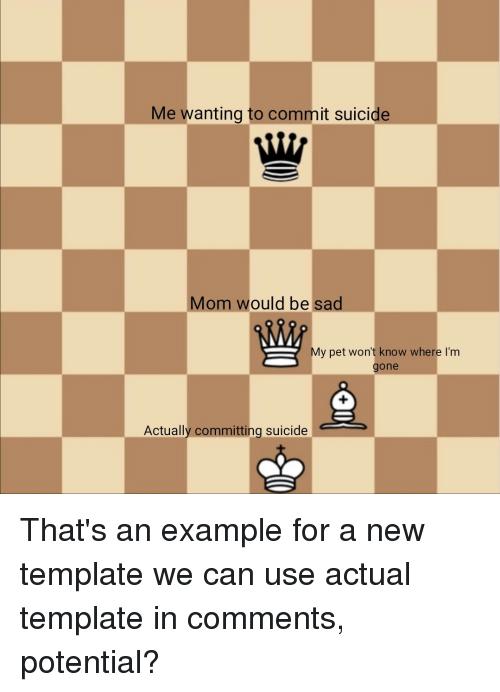 Me wanting to commit suicide
Mom would be sad
My pet won't know where I'm
gone
Actually committing suicide
That's an example for a new
template we can use actual
template in comments,
potential?